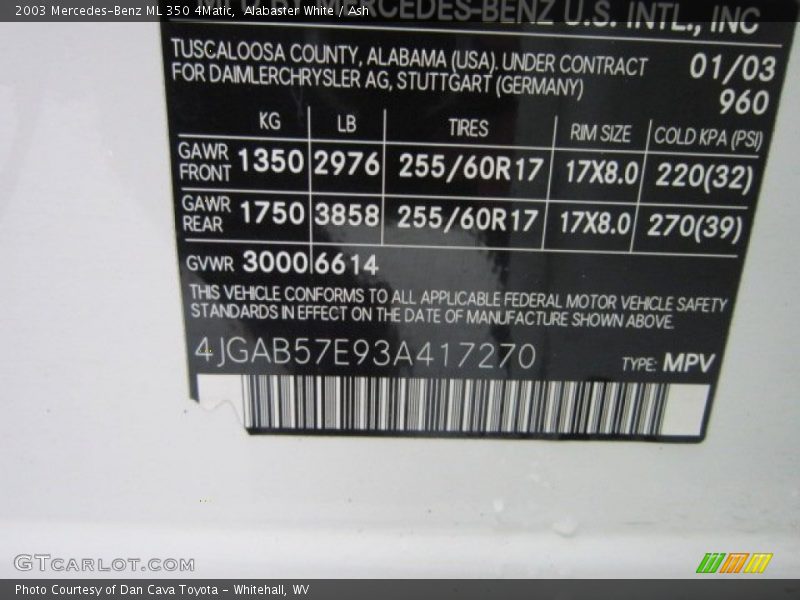 2003 Mercedes-Benz ML 350 4Matic,  Alabaster White / Ash
MERCEDES-BENZ U.S. INTL., INC
TUSCALOOSA COUNTY, ALABAMA (USA). UNDER CONTRACT 01/03
FOR DAIMLERCHRYSLER AG, STUTTGART (GERMANY) 960
KG LB TIRES RIM SIZE COLD KPA (PSI)
GAWR FRONT 1350 2976 255/60R17 17X8.0 220(32)
GAWR REAR 1750 3858 255/60R17 17X8.0 270(39)
GVWR 3000 6614
THIS VEHICLE CONFORMS TO ALL APPLICABLE FEDERAL MOTOR VEHICLE SAFETY
STANDARDS IN EFFECT ON THE DATE OF MANUFACTURE SHOWN ABOVE.
4JGAB57E93A417270 TYPE: MPV
GTCARLOT.COM
Photo Courtesy of Dan Cava Toyota - Whitehall, WV